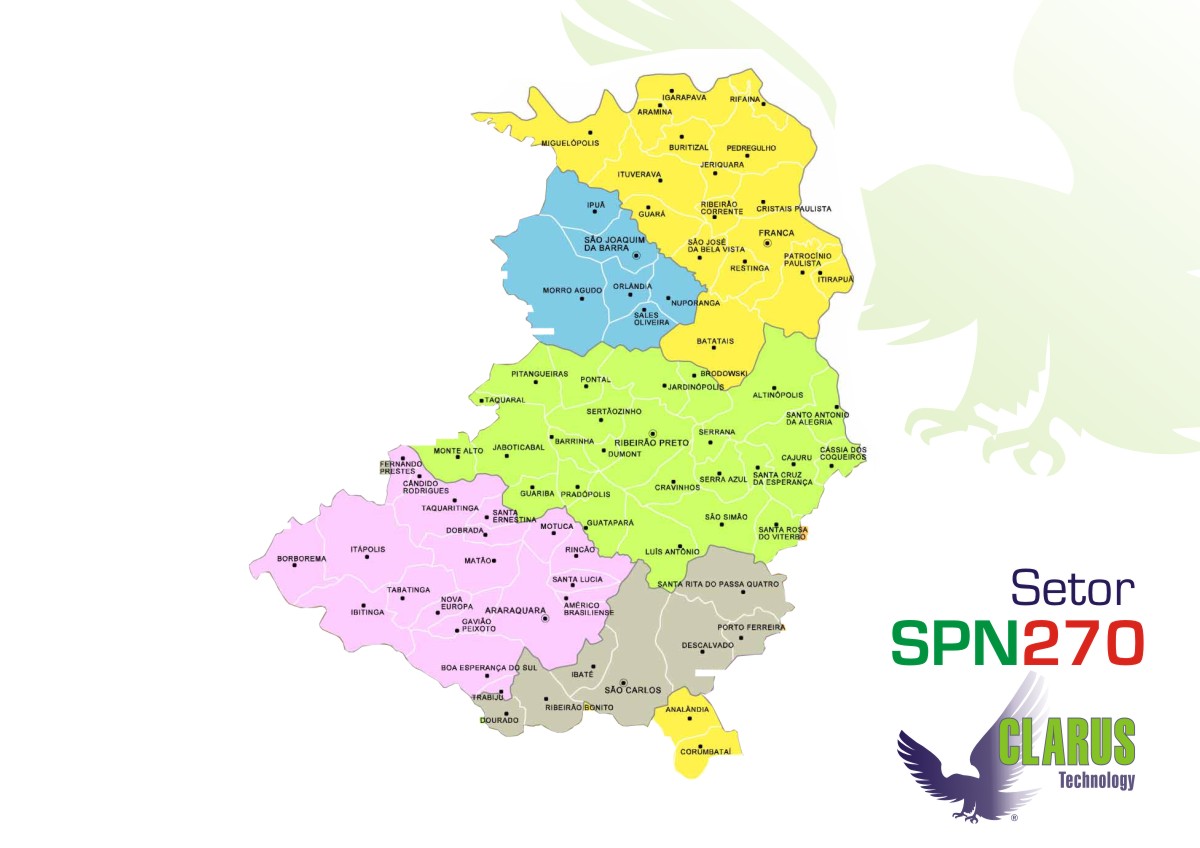 IGARAPAVA
RIFAINA
ARAMINA
MIGUELÓPOLIS
BURITIZAL
PEDREGULHO
JERIQUARA
ITUVERAVA
IPUÃ
GUARÁ
RIBEIRÃO
CORRENTE
CRISTAIS PAULISTA
FRANCA
SÃO JOAQUIM
DA BARRA
SÃO JOSÉ
DA BELA VISTA
RESTINGA
PATROCÍNIO
PAULISTA
ITIRAPUÃ
MORRO AGUDO
ORLÂNDIA
NUPORANGA
SALES
OLIVEIRA
BATATAIS
BRODOWSKI
PITANGUEIRAS
PONTAL
JARDINÓPOLIS
ALTINÓPOLIS
TAQUARAL
SERTÃOZINHO
SANTO ANTONIO
DA ALEGRIA
SERRANA
BARRINHA
RIBEIRÃO PRETO
JABOTICABAL
MONTE ALTO
DUMONT
CAJURU
CÁSSIA DOS
COQUEIROS
FERNANDO
PRESTES
CÂNDIDO
RODRIGUES
SERRA AZUL
SANTA CRUZ
DA ESPERANÇA
CRAVINHOS
GUARIBA
PRADÓPOLIS
TAQUARITINGA
SANTA
ERNESTINA
SÃO SIMÃO
GUATAPARÁ
MOTUCA
DOBRADA
SANTA ROSA
DO VITERBO
LUÍS ANTÔNIO
RINCÃO
ITÁPOLIS
BORBOREMA
MATÃO
SANTA LUCIA
SANTA RITA DO PASSA QUATRO
TABATINGA
IBITINGA
NOVA
EUROPA
ARARAQUARA
AMÉRICO
BRASILIENSE
GAVIÃO
PEIXOTO
PORTO FERREIRA
DESCALVADO
BOA ESPERANÇA DO SUL
IBATÉ
SÃO CARLOS
TRABIJU
RIBEIRÃO BONITO
DOURADO
ANALÂNDIA
CORUMBATAÍ
Setor
SPN270
CLARUS
Technology
®